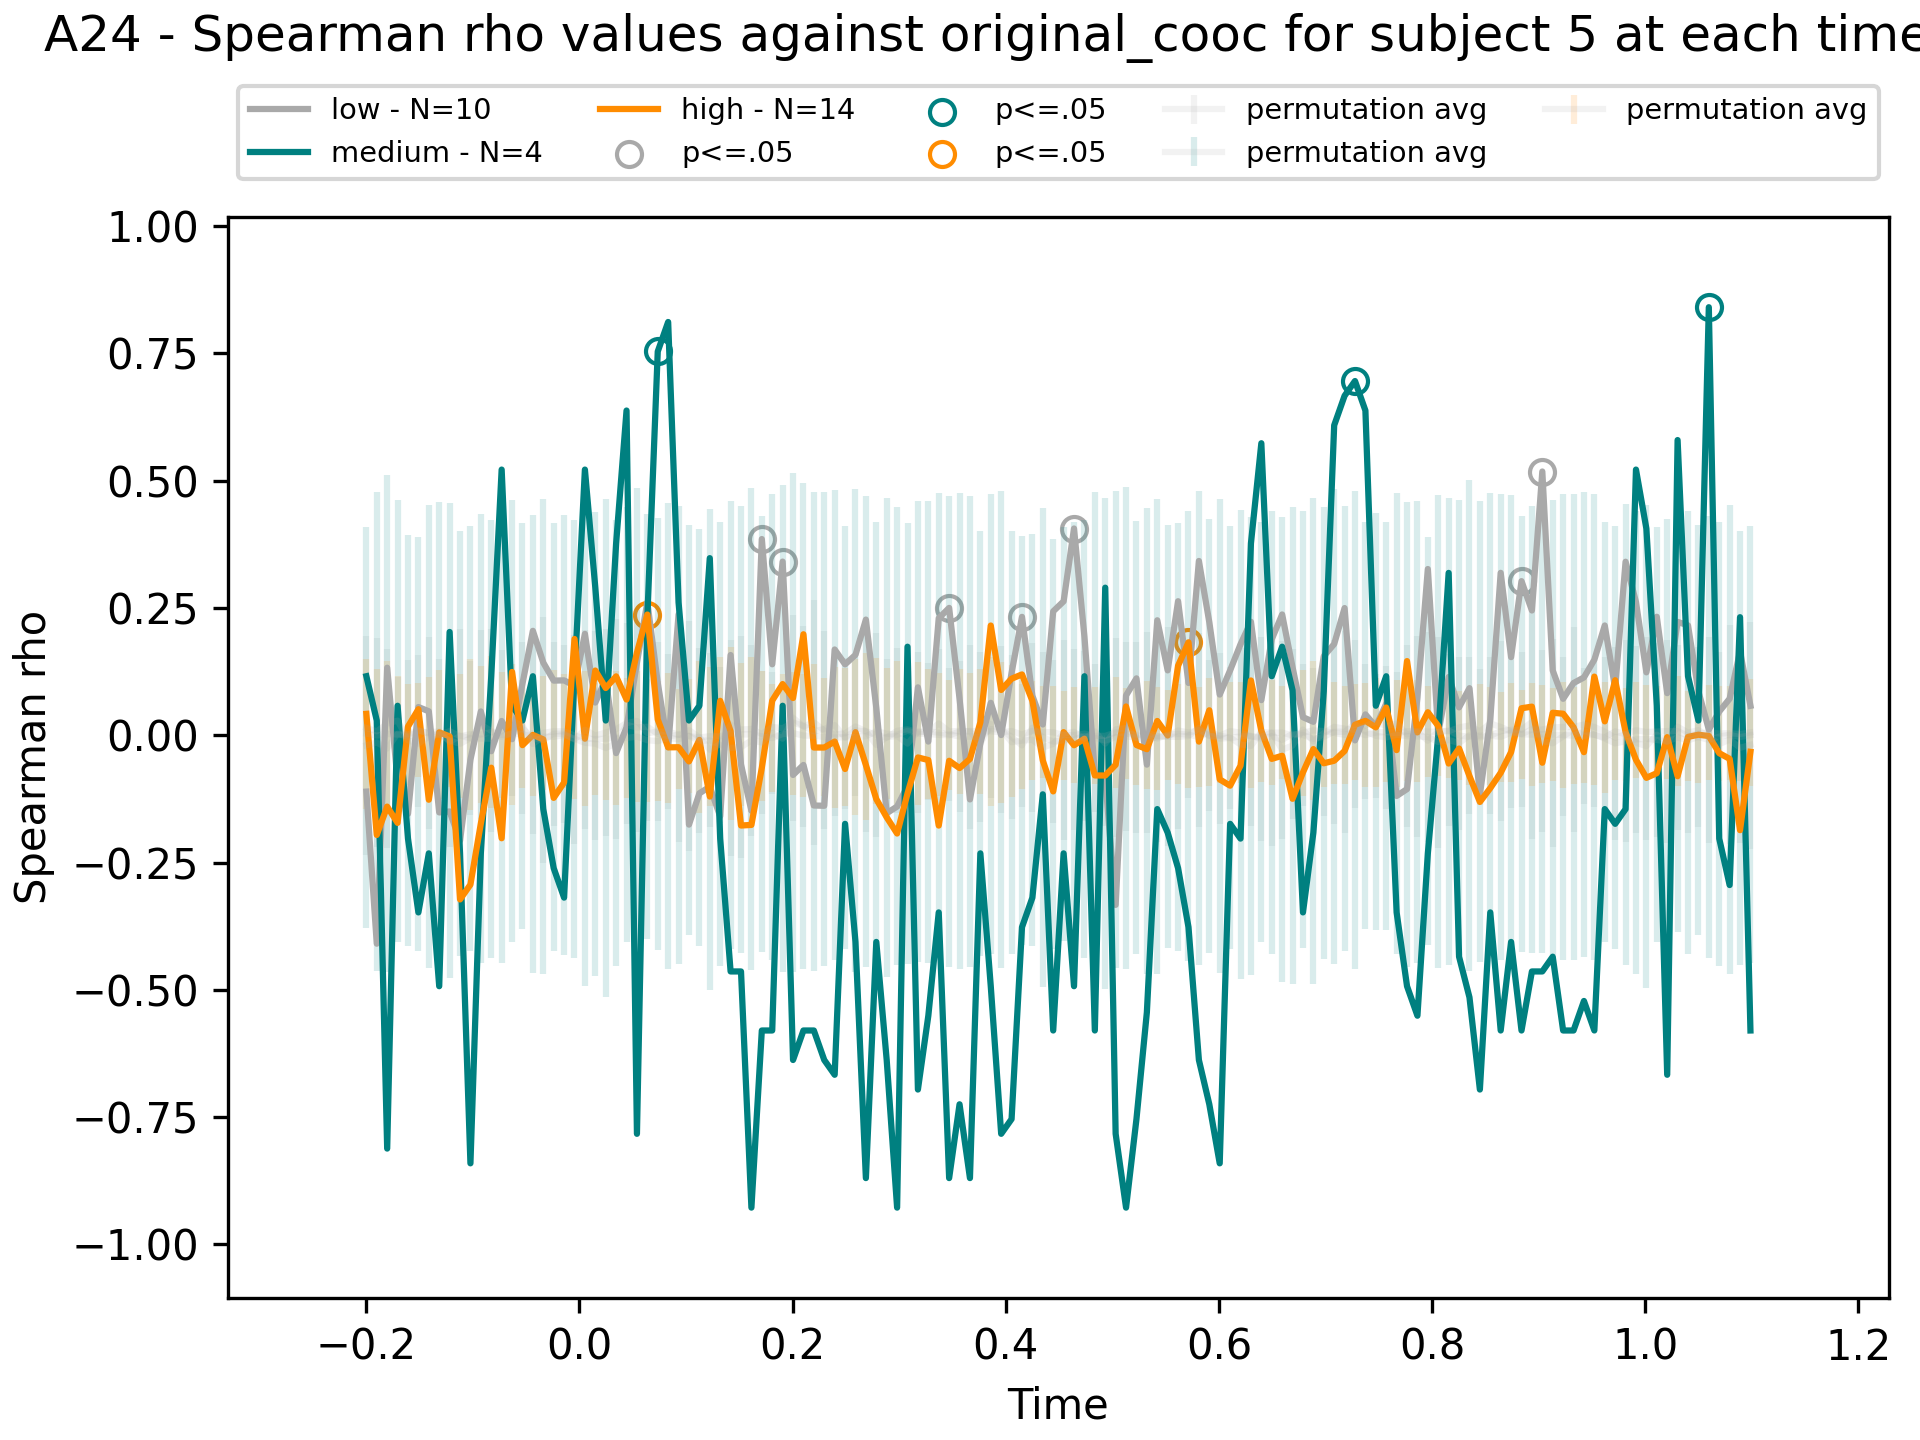 A24 - Spearman rho values against original_cooc for subject 5 at each time
low - N=10
medium - N=4
high - N=14
p<=.05
p<=.05
p<=.05
permutation avg
permutation avg
permutation avg
1.00
0.75
0.50
0.25
0.00
−0.25
−0.50
−0.75
−1.00
Spearman rho
−0.2
0.0
0.2
0.4
0.6
0.8
1.0
1.2
Time